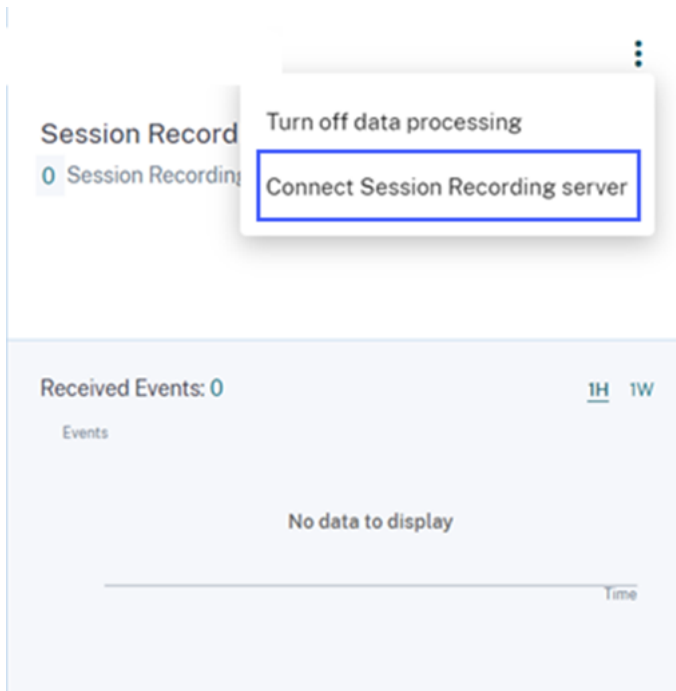 Session Record
0 Session Recording
Turn off data processing
Connect Session Recording server
Received Events: 0
1H 1W
Events
No data to display
Time